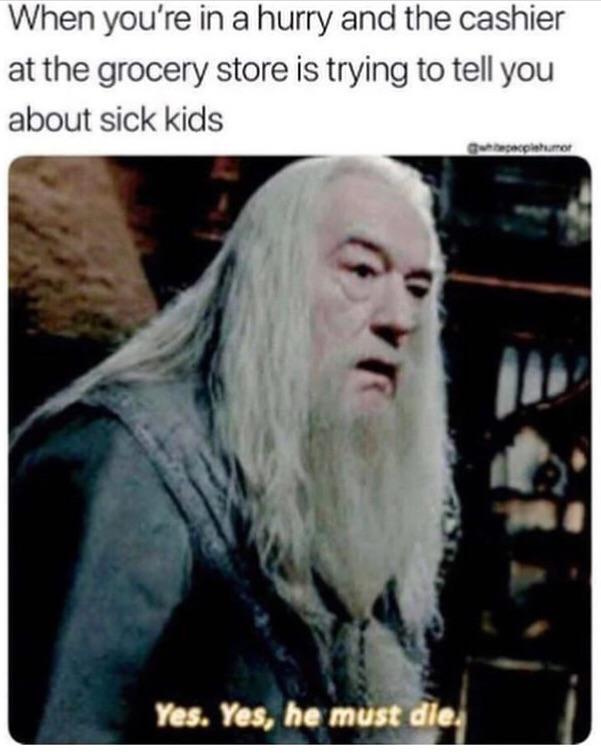 When you're in a hurry and the cashier
at the grocery store is trying to tell you
about sick kids
@whitepeoplehumor
Yes. Yes, he must die.